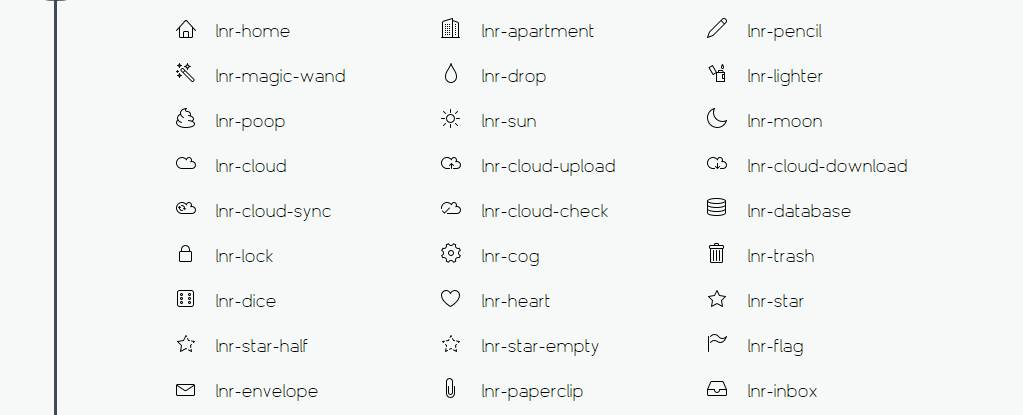 lnr-home lnr-apartment lnr-pencil
lnr-magic-wand lnr-drop lnr-lighter
lnr-poop lnr-sun lnr-moon
lnr-cloud lnr-cloud-upload lnr-cloud-download
lnr-cloud-sync lnr-cloud-check lnr-database
lnr-lock lnr-cog lnr-trash
lnr-dice lnr-heart lnr-star
lnr-star-half lnr-star-empty lnr-flag
lnr-envelope lnr-paperclip lnr-inbox